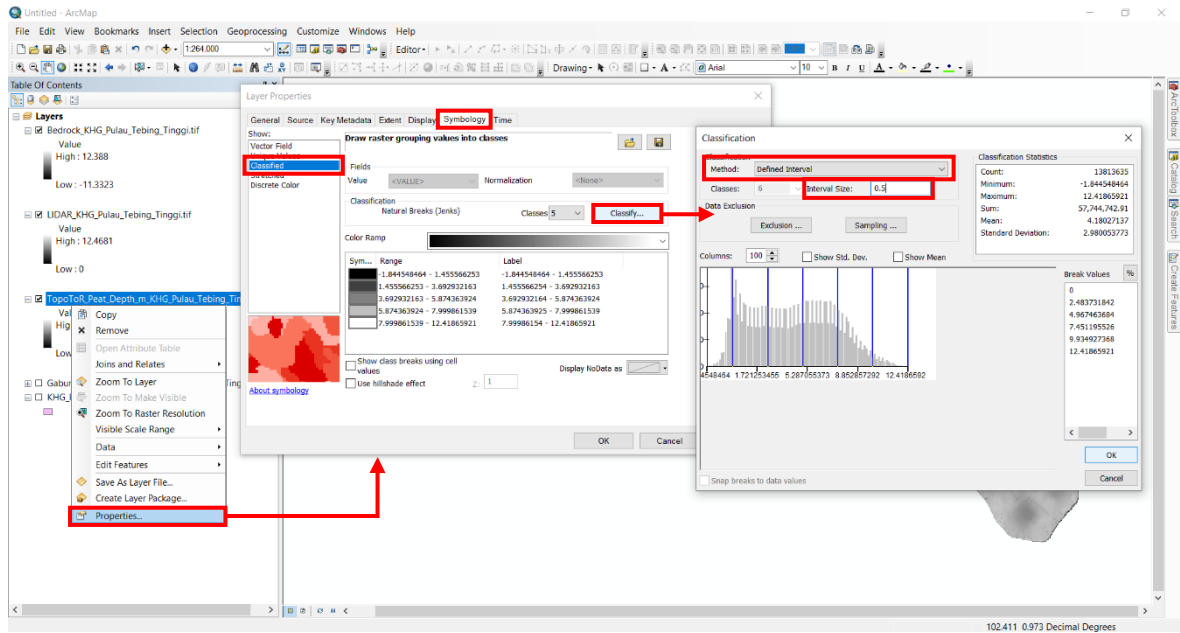 Untitled - ArcMap
File Edit View Bookmarks Insert Selection Geoprocessing Customize Windows Help
1:264.000
Editor
Drawing
Arial
10
B I U A
Table Of Contents
Layers
Bedrock_KHG_Pulau_Tebing_Tinggi.tif
Value
High : 12.388
Low : -11.3323
LIDAR_KHG_Pulau_Tebing_Tinggi.tif
Value
High : 12.4681
Low : 0
TopoToR_Peat_Depth_m_KHG_Pulau_Tebing_Tin
Val
Hig
Low
Gabur
Ting
KHG_
Copy
Remove
Open Attribute Table
Joins and Relates
Zoom To Layer
Zoom To Make Visible
Zoom To Raster Resolution
Visible Scale Range
Data
Edit Features
Save As Layer File...
Create Layer Package...
Properties...
Layer Properties
General Source Key Metadata Extent Display Symbology Time
Show:
Vector Field
Unique Values
Classified
Stretched
Discrete Color
About symbology
Draw raster grouping values into classes
Fields
Value <VALUE> Normalization <None>
Classification
Natural Breaks (Jenks) Classes 5 Classify...
Color Ramp
Sym... Range Label
-1.844548464 - 1.455566253 -1.844548464 - 1.455566253
1.455566253 - 3.692932163 1.455566254 - 3.692932163
3.692932163 - 5.874363924 3.692932164 - 5.874363924
5.874363924 - 7.999861539 5.874363925 - 7.999861539
7.999861539 - 12.41865921 7.99986154 - 12.41865921
Show class breaks using cell values
Display NoData as
Use hillshade effect Z: 1
OK Cancel
Classification
Classification
Method: Defined Interval
Classes: 6 Interval Size: 0.5
Data Exclusion
Exclusion ... Sampling ...
Columns: 100 Show Std. Dev. Show Mean
4548464 1.721253455 5.287055373 8.852857292 12.4186592
Snap breaks to data values
Classification Statistics
Count: 13813635
Minimum: -1.844548464
Maximum: 12.41865921
Sum: 57,744,742.91
Mean: 4.18027137
Standard Deviation: 2.980053773
Break Values %
0
2.483731842
4.967463684
7.451195526
9.934927368
12.41865921
OK
Cancel
ArcToolbox
Catalog
Search
Create Features
102.411 0.973 Decimal Degrees